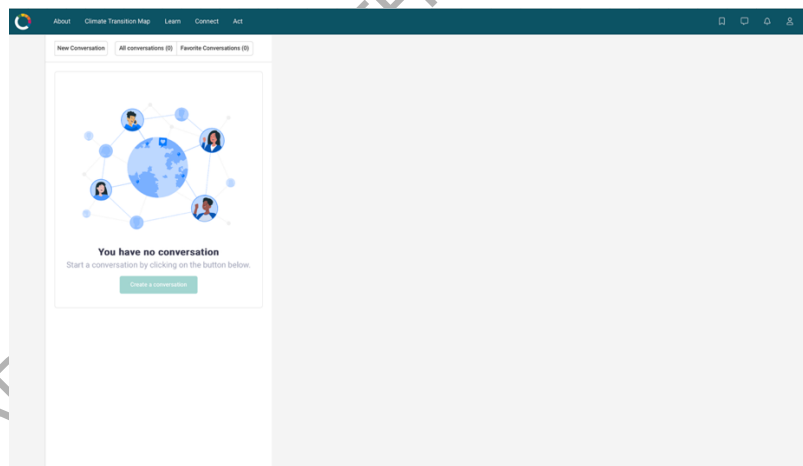 About Climate Transition Map Learn Connect Act
New Conversation All conversations (0) Favorite Conversations (0)
You have no conversation
Start a conversation by clicking on the button below.
Create a conversation